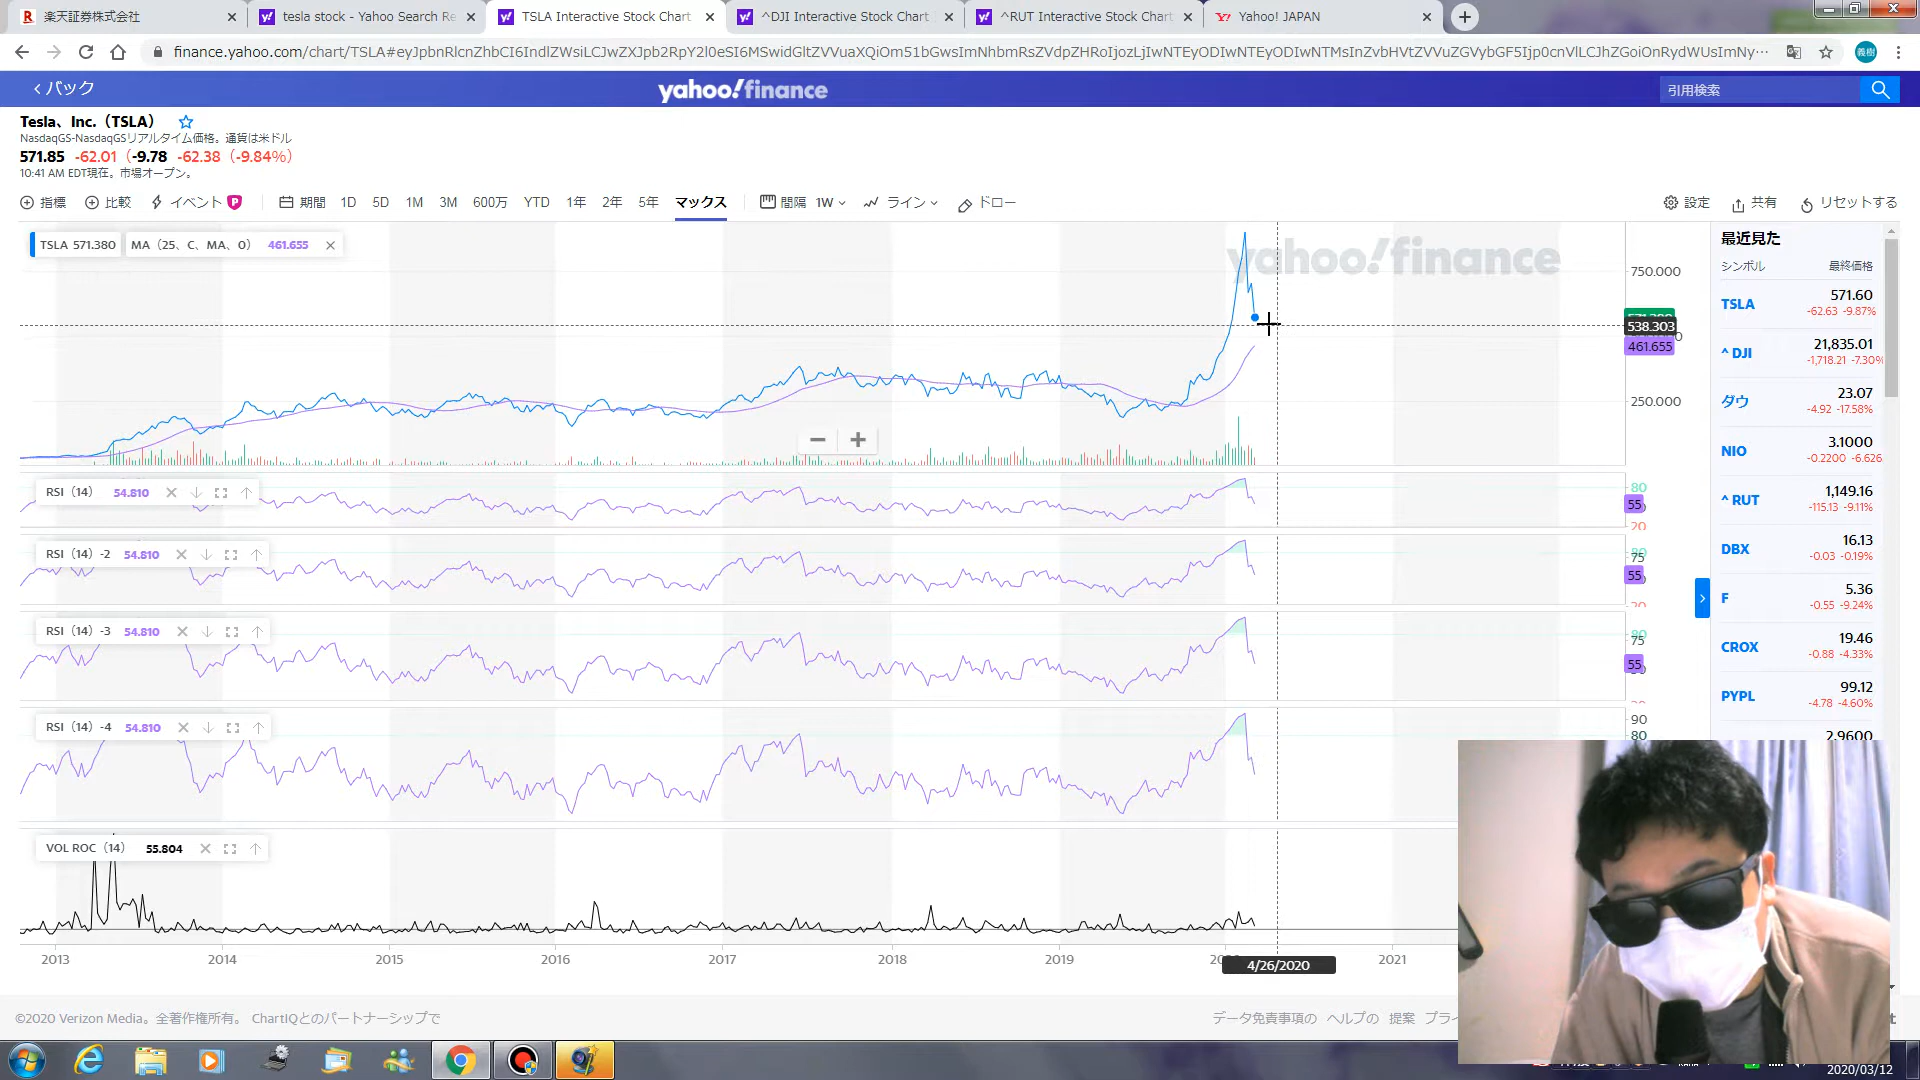 楽天証券株式会社
tesla stock - Yahoo Search Re
TSLA Interactive Stock Chart
^DJI Interactive Stock Chart
^RUT Interactive Stock Chart
Yahoo! JAPAN
バック
yahoo!finance
引用検索
Tesla、Inc.（TSLA）
NasdaqGS-NasdaqGSリアルタイム価格。通貨は米ドル
571.85 -62.01（-9.78 -62.38（-9.84%）
10:41 AM EDT現在。市場オープン。
指標 比較 イベント P 期間 1D 5D 1M 3M 600万 YTD 1年 2年 5年 マックス 間隔 1W ライン ドロー 設定 共有 リセットする
TSLA 571.380 MA（25、C、MA、0） 461.655
yahoo!finance
750.000
538.303
461.655
250.000
RSI（14） 54.810
80
55
20
RSI（14）-2 54.810
75
55
RSI（14）-3 54.810
80
75
55
RSI（14）-4 54.810
90
80
VOL ROC（14） 55.804
2013 2014 2015 2016 2017 2018 2019 4/26/2020 2021
最近見た
シンボル 最終価格
TSLA 571.60
-62.63 -9.87%
^DJI 21,835.01
-1,718.21 -7.30%
ダウ 23.07
-4.92 -17.58%
NIO 3.1000
-0.2200 -6.626
^RUT 1,149.16
-115.13 -9.11%
DBX 16.13
-0.03 -0.19%
F 5.36
-0.55 -9.24%
CROX 19.46
-0.88 -4.33%
PYPL 99.12
-4.78 -4.60%
2.9600
©2020 Verizon Media。全著作権所有。 ChartIQとのパートナーシップで
データ免責事項の ヘルプの 提案 プライ
2020/03/12